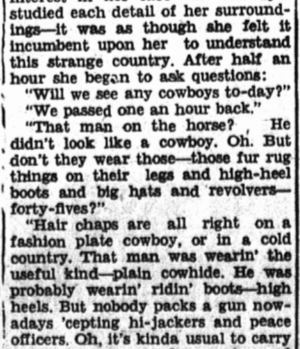 studied each detail of her surround-
ings—it was as though she felt it
incumbent upon her to understand
this strange country. After half an
hour she began to ask questions:
"Will we see any cowboys to-day?"
"We passed one an hour back."
"That man on the horse? He
didn't look like a cowboy. Oh. But
don't they wear those—those fur rug
things on their legs and high-heel
boots and big hats and revolvers—
forty-fives?"
"Hair chaps are all right on a
fashion plate cowboy, or in a cold
country. That man was wearin' the
useful kind—plain cowhide. He was
probably wearin' ridin' boots—high
heels. But nobody packs a gun now-
adays 'cepting hi-jackers and peace
officers. Oh, it's kinda usual to carry